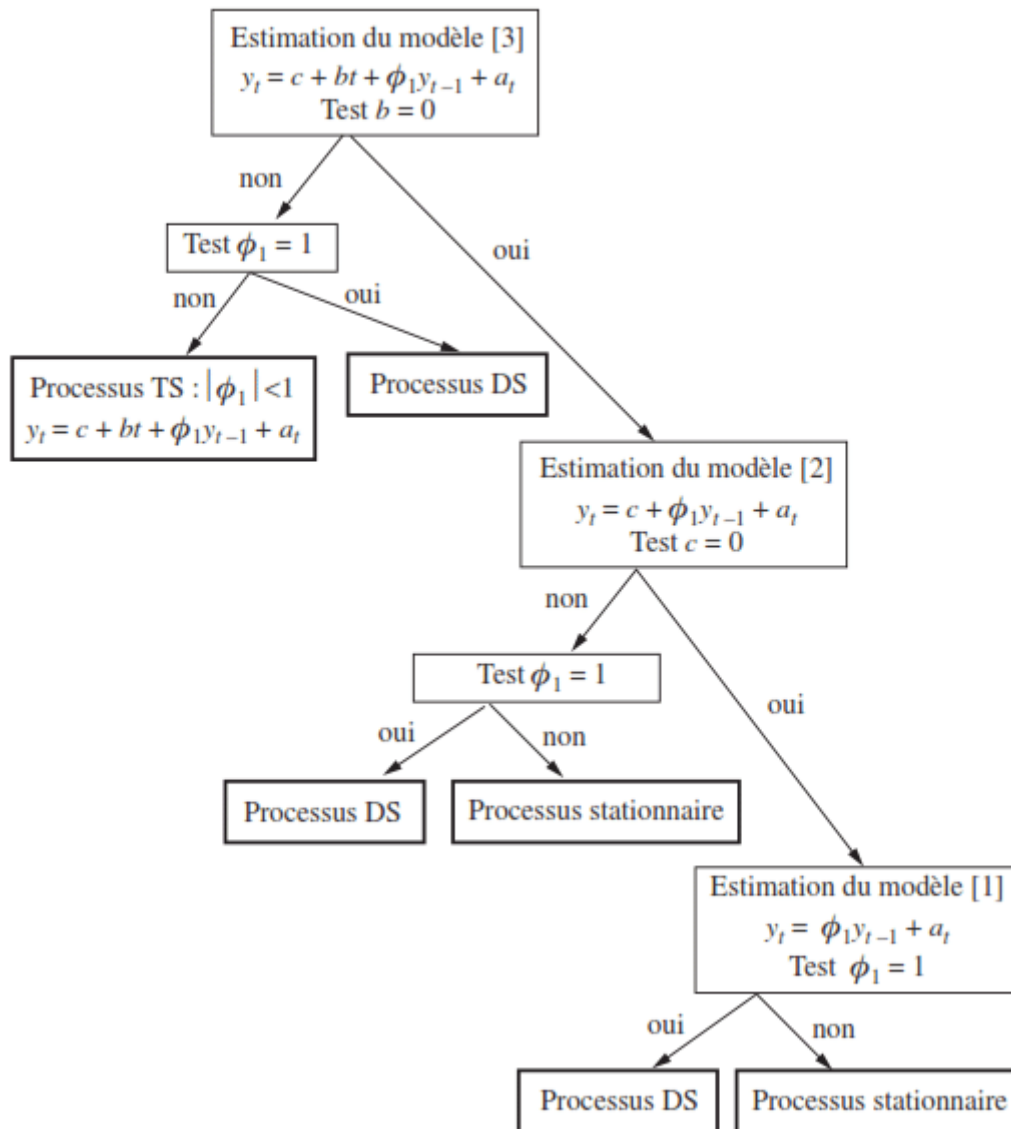 Estimation du modèle [3]
y_t = c + bt + ϕ_1 y_{t–1} + a_t
Test b = 0
non
oui
Test ϕ_1 = 1
non
oui
Processus TS : |ϕ_1| <1
y_t = c + bt + ϕ_1 y_{t–1} + a_t
Processus DS
Estimation du modèle [2]
y_t = c + ϕ_1 y_{t–1} + a_t
Test c = 0
non
oui
Test ϕ_1 = 1
oui
non
Processus DS
Processus stationnaire
Estimation du modèle [1]
y_t = ϕ_1 y_{t–1} + a_t
Test ϕ_1 = 1
oui
non
Processus DS
Processus stationnaire